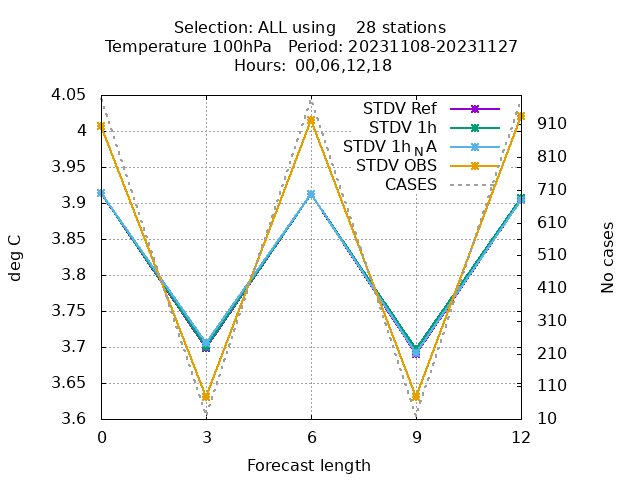 Selection: ALL using    28 stations
Temperature 100hPa   Period: 20231108-20231127
Hours:  00,06,12,18
STDV Ref
STDV 1h
STDV 1h_N A
STDV OBS
CASES
4.05
4
3.95
3.9
3.85
3.8
3.75
3.7
3.65
3.6
deg C
910
810
710
610
510
410
310
210
110
10
No cases
0
3
6
9
12
Forecast length